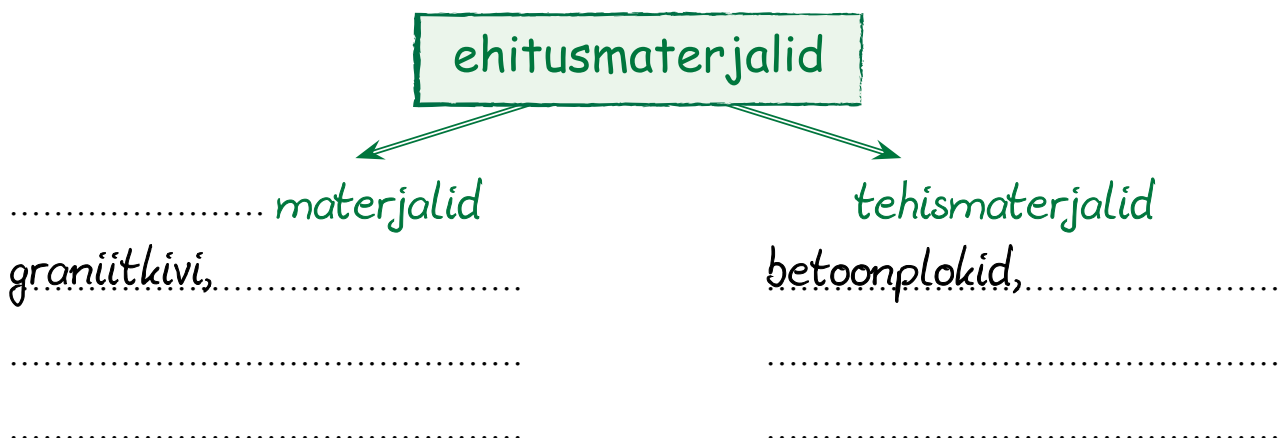 ehitusmaterjalid
....................... materjalid
tehismaterjalid
graniitkivi,
betoonplokid,